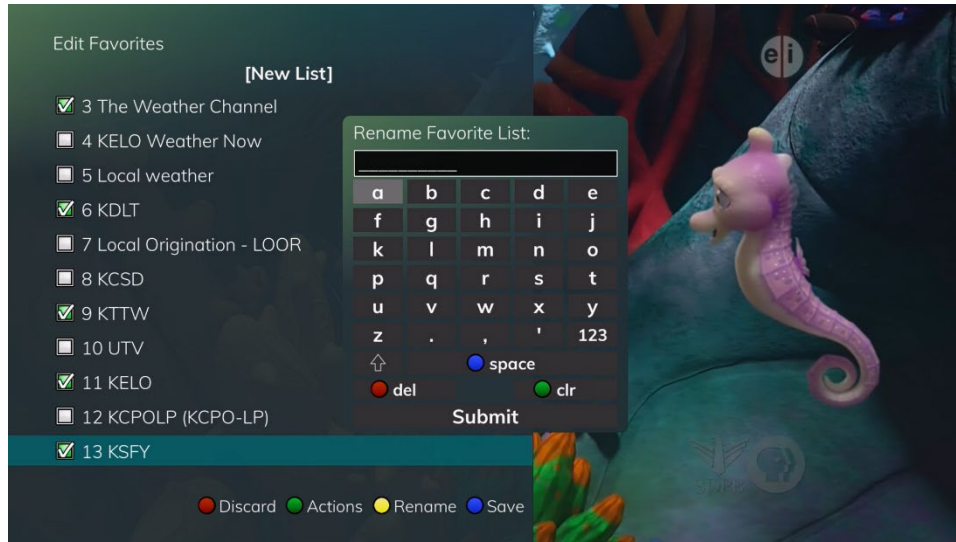 Edit Favorites
[New List]
3 The Weather Channel
4 KELO Weather Now
5 Local weather
6 KDLT
7 Local Origination - LOOR
8 KCSD
9 KTTW
10 UTV
11 KELO
12 KCPOLP (KCPO-LP)
13 KSFY
Discard Actions Rename Save
Rename Favorite List:
__________
a b c d e
f g h i j
k l m n o
p q r s t
u v w x y
z . , ' 123
space
del clr
Submit
e i
SDPB